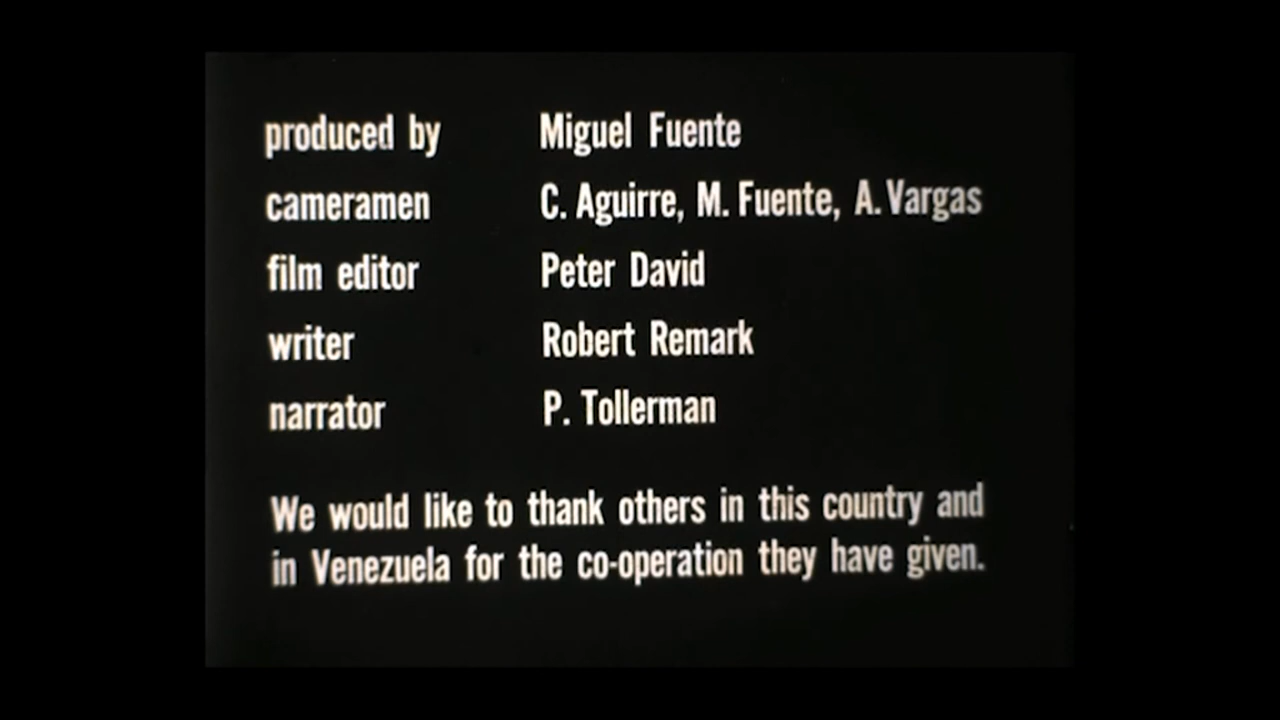 produced by Miguel Fuente
cameramen C. Aguirre, M. Fuente, A. Vargas
film editor Peter David
writer Robert Remark
narrator P. Tollerman
We would like to thank others in this country and
in Venezuela for the co-operation they have given.